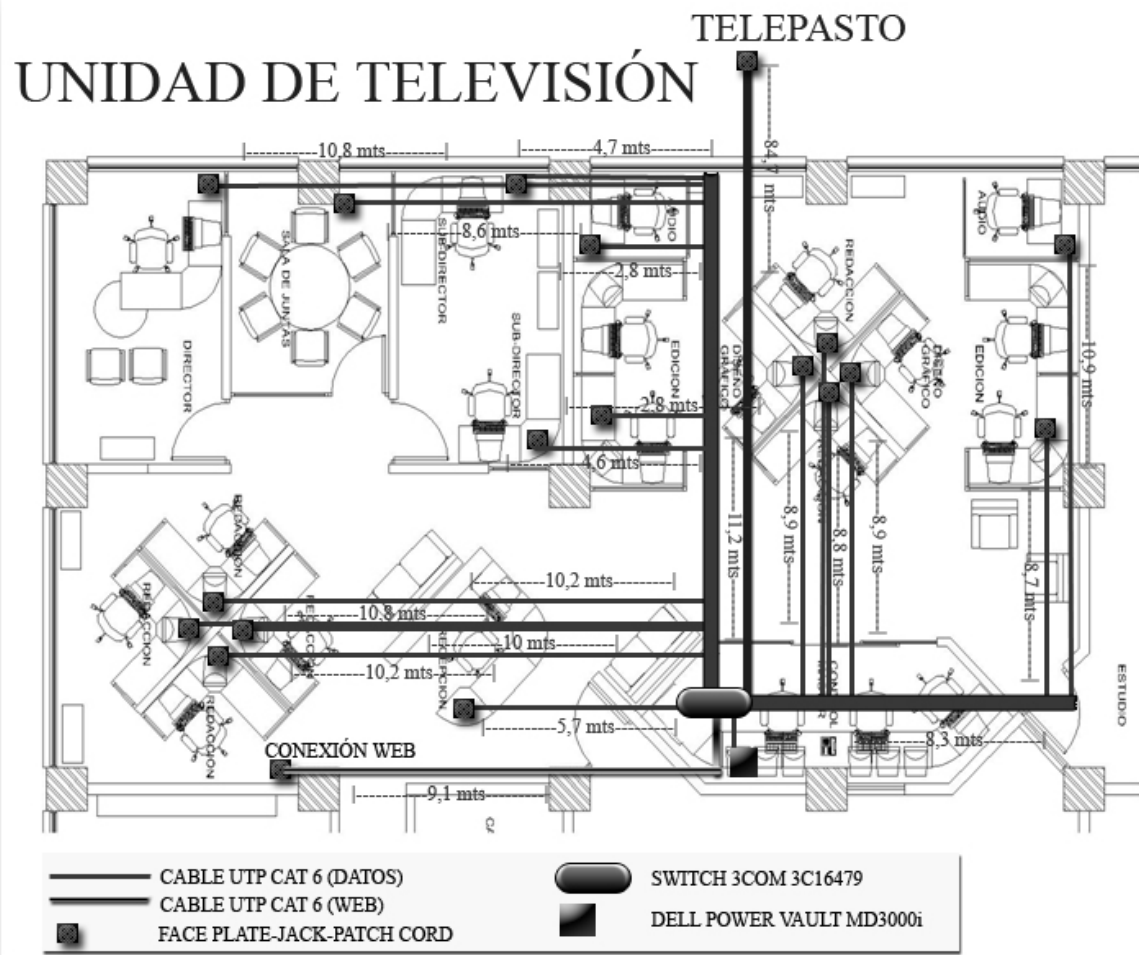 TELEPASTO
UNIDAD DE TELEVISIÓN
10,8 mts
4,7 mts
84,7 mts
8,6 mts
2,8 mts
AUDIO
AUDIO
SUB-DIRECTOR
SALA DE JUNTAS
REDACCION
DIRECTOR
SUB-DIRECTOR
EDICION
DISEÑO GRAFICO
DISEÑO GRAFICO
EDICION
10,9 mts
2,8 mts
4,6 mts
11,2 mts
8,9 mts
8,8 mts
8,9 mts
8,7 mts
REDACCION
REDACCION
10,2 mts
10,8 mts
10 mts
10,2 mts
RECEPCION
REDACCION
5,7 mts
8,3 mts
ESTUDIO
CONEXIÓN WEB
9,1 mts
CABLE UTP CAT 6 (DATOS)
CABLE UTP CAT 6 (WEB)
FACE PLATE-JACK-PATCH CORD
SWITCH 3COM 3C16479
DELL POWER VAULT MD3000i